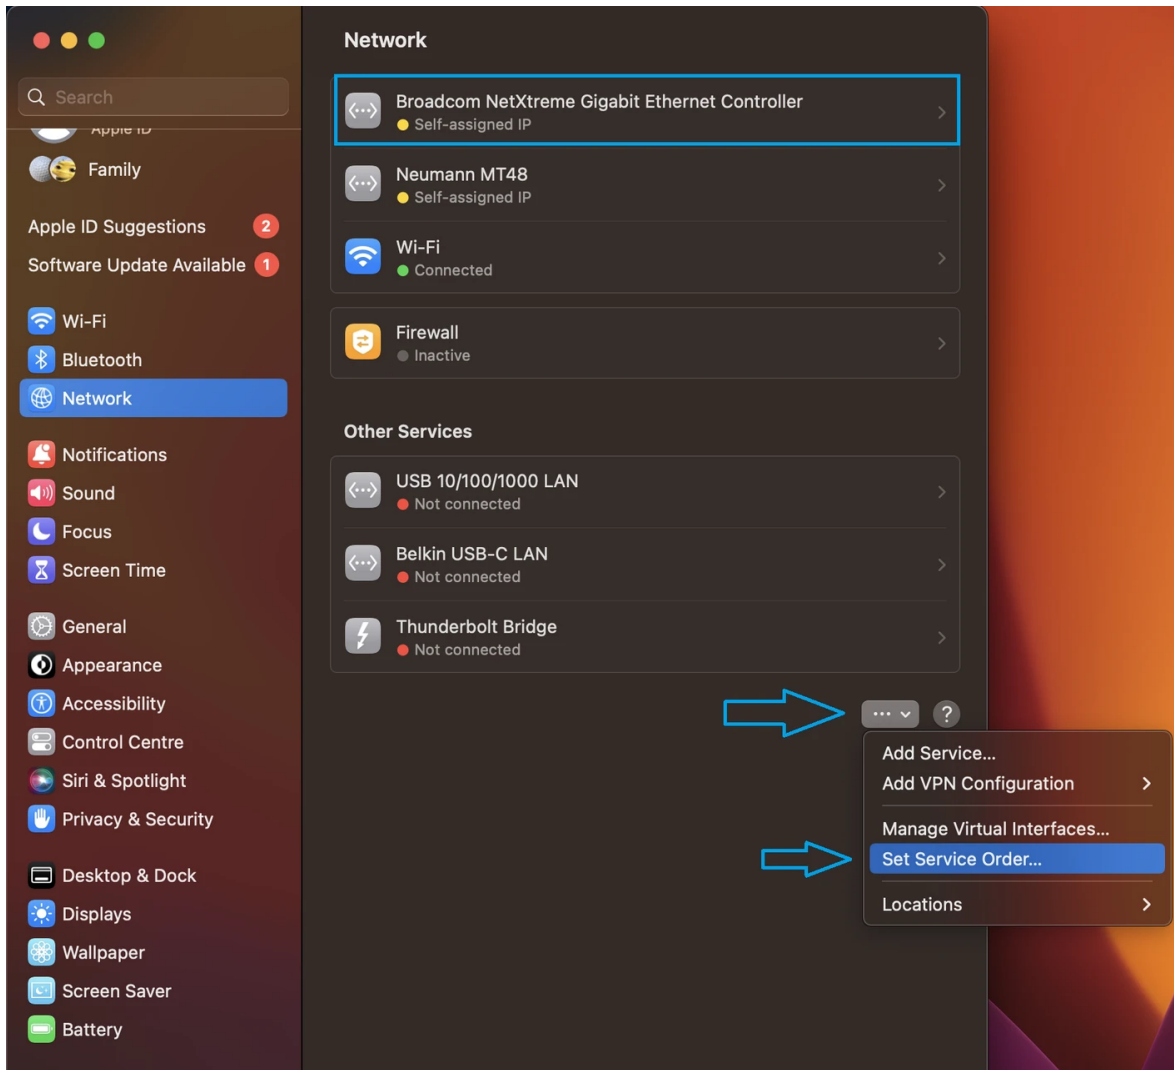 Search
Apple ID
Family
Apple ID Suggestions 2
Software Update Available 1
Wi-Fi
Bluetooth
Network
Notifications
Sound
Focus
Screen Time
General
Appearance
Accessibility
Control Centre
Siri & Spotlight
Privacy & Security
Desktop & Dock
Displays
Wallpaper
Screen Saver
Battery
Network
Broadcom NetXtreme Gigabit Ethernet Controller
Self-assigned IP
Neumann MT48
Self-assigned IP
Wi-Fi
Connected
Firewall
Inactive
Other Services
USB 10/100/1000 LAN
Not connected
Belkin USB-C LAN
Not connected
Thunderbolt Bridge
Not connected
... ?
Add Service...
Add VPN Configuration
Manage Virtual Interfaces...
Set Service Order...
Locations